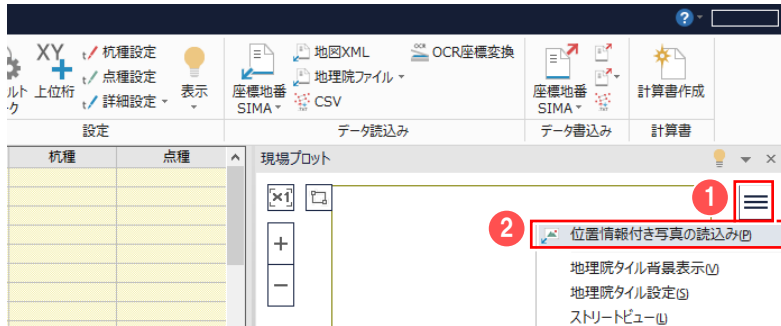 ?
XY
杭種設定
点種設定
詳細設定
上位桁
表示
設定
座標地番
SIMA
地図XML
地理院ファイル
CSV
OCR座標変換
データ読込み
座標地番
SIMA
データ書込み
計算書作成
計算書
杭種
点種
現場プロット
×1
+
−
1
2
位置情報付き写真の読込み(P)
地理院タイル背景表示(V)
地理院タイル設定(S)
ストリートビュー(U)